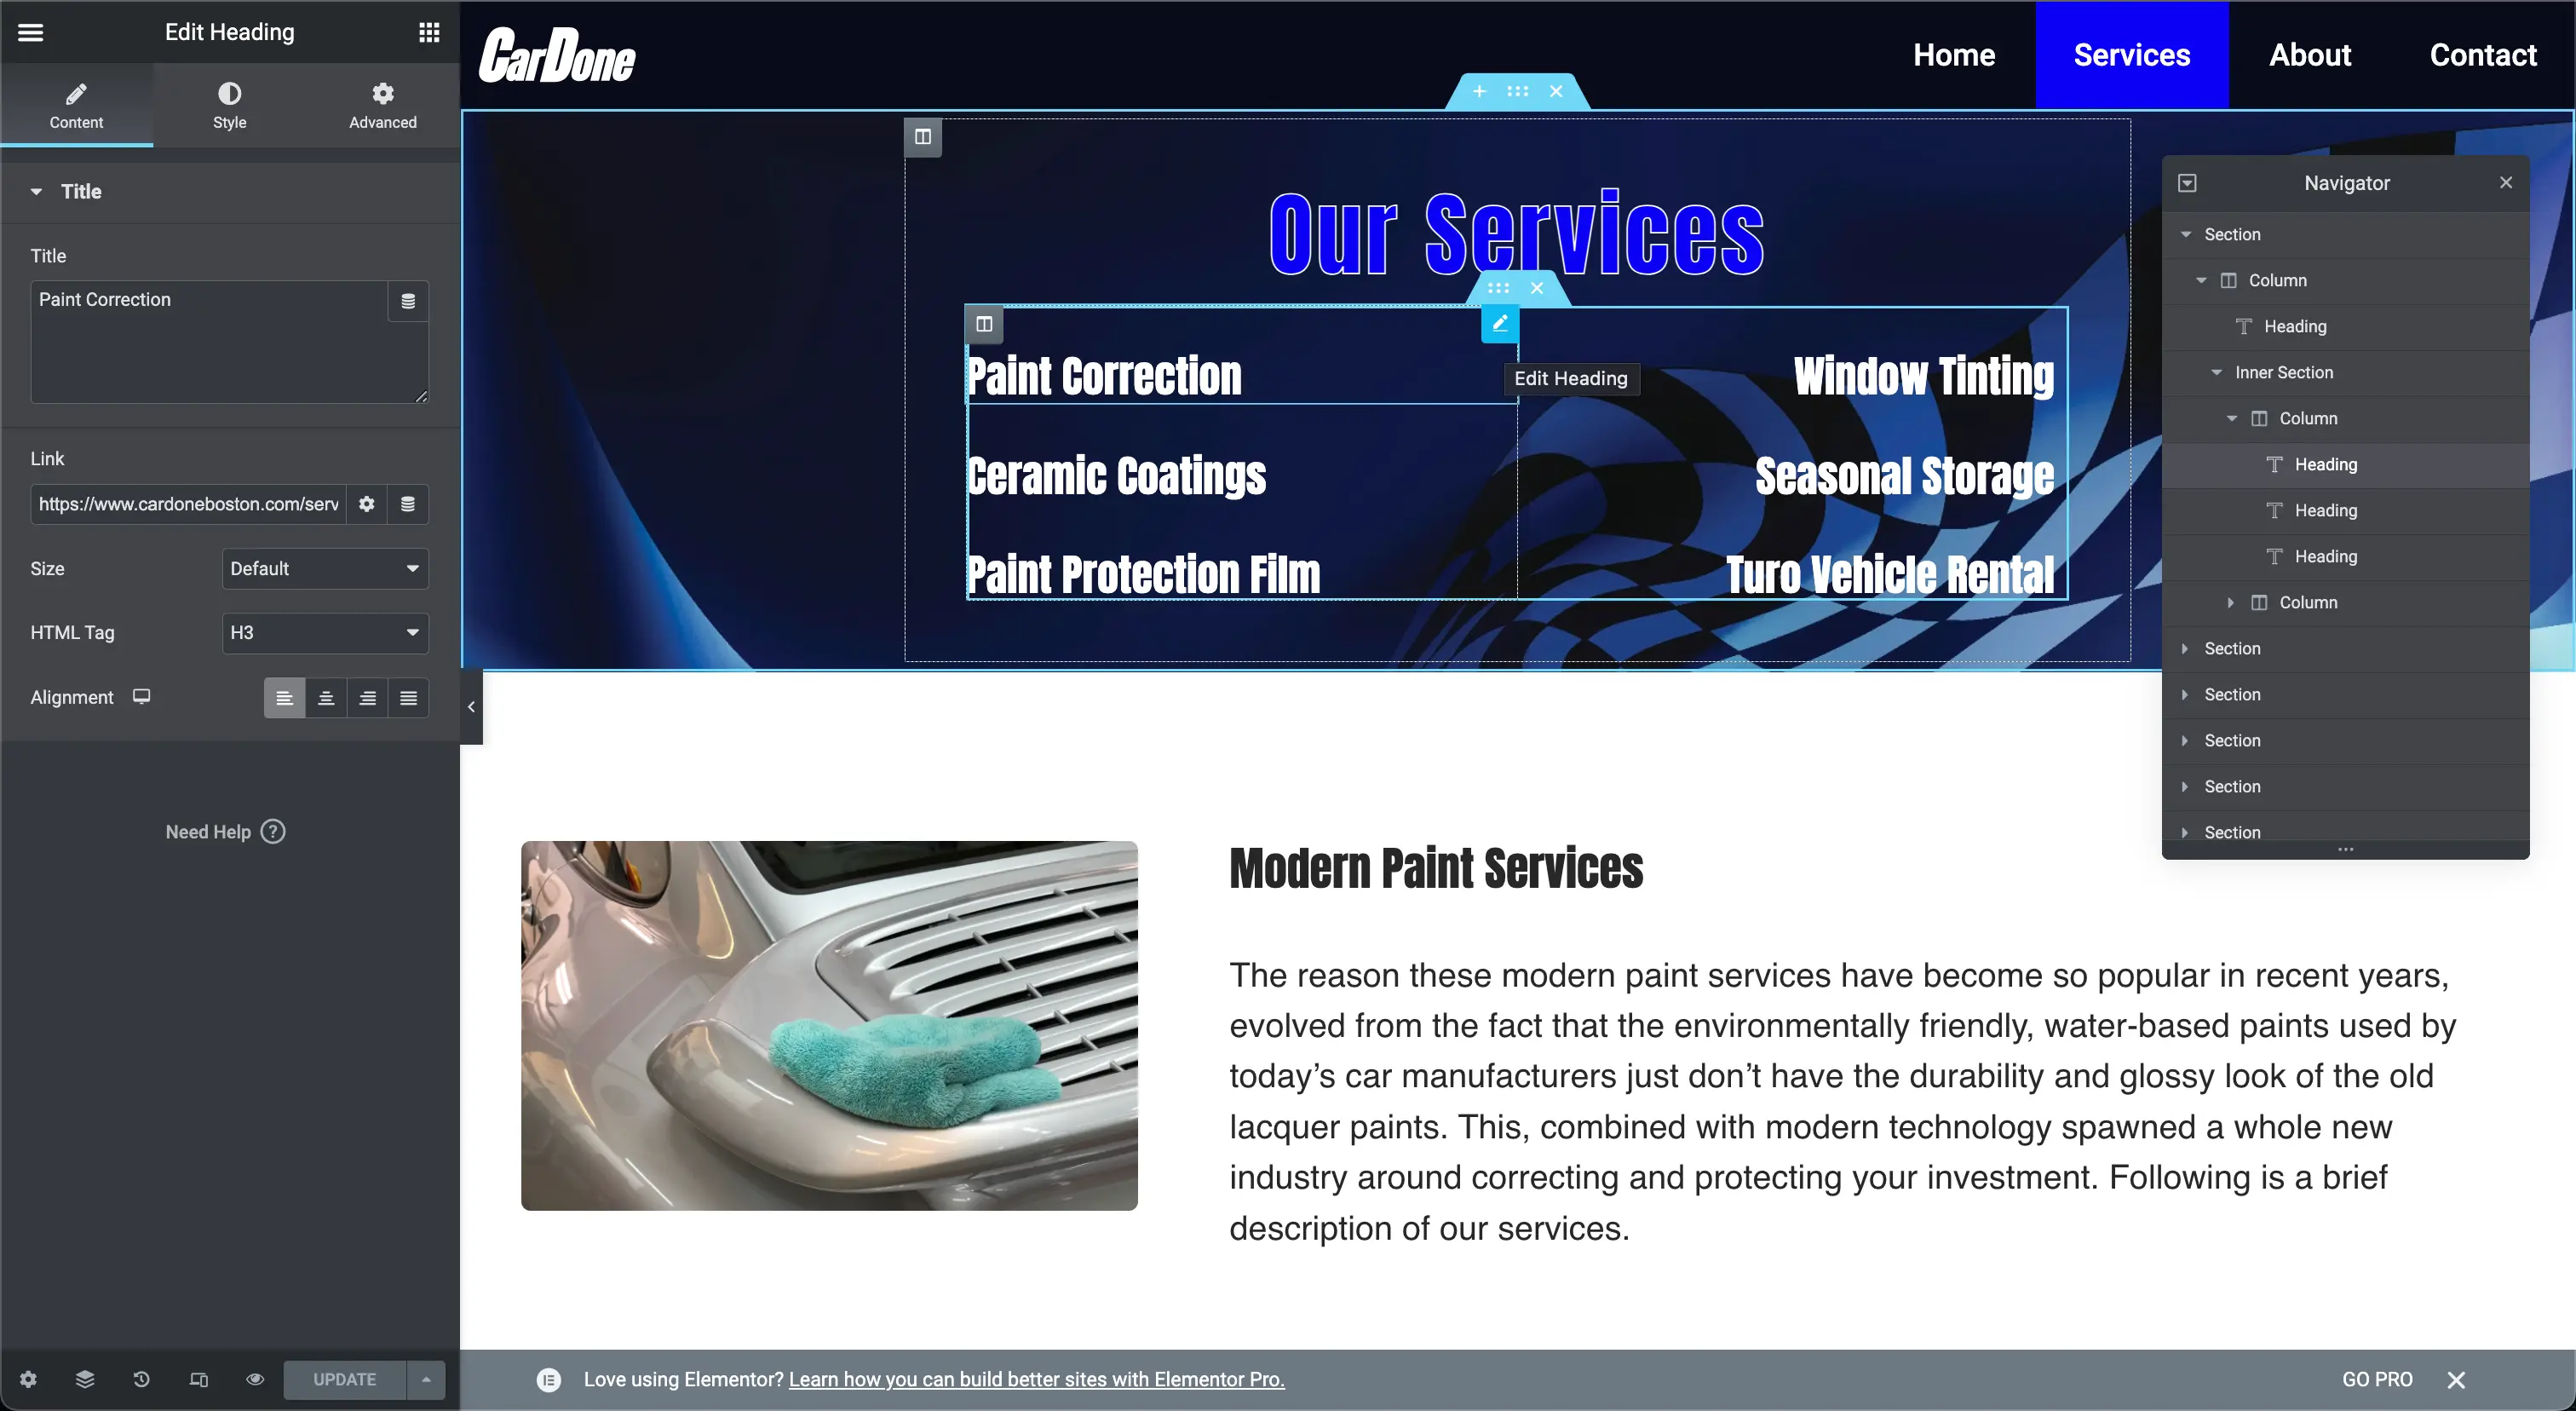 Edit Heading
Content
Style
Advanced
Title
Title
Paint Correction
Link
https://www.cardoneboston.com/serv
Size
Default
HTML Tag
H3
Alignment
Need Help ?
UPDATE
CarDone
Home
Services
About
Contact
Our Services
Edit Heading
Paint Correction
Window Tinting
Ceramic Coatings
Seasonal Storage
Paint Protection Film
Turo Vehicle Rental
Navigator
Section
Column
Heading
Inner Section
Column
Heading
Heading
Heading
Column
Section
Section
Section
Section
Section
Modern Paint Services
The reason these modern paint services have become so popular in recent years,
evolved from the fact that the environmentally friendly, water-based paints used by
today’s car manufacturers just don’t have the durability and glossy look of the old
lacquer paints. This, combined with modern technology spawned a whole new
industry around correcting and protecting your investment. Following is a brief
description of our services.
Love using Elementor? Learn how you can build better sites with Elementor Pro.
GO PRO